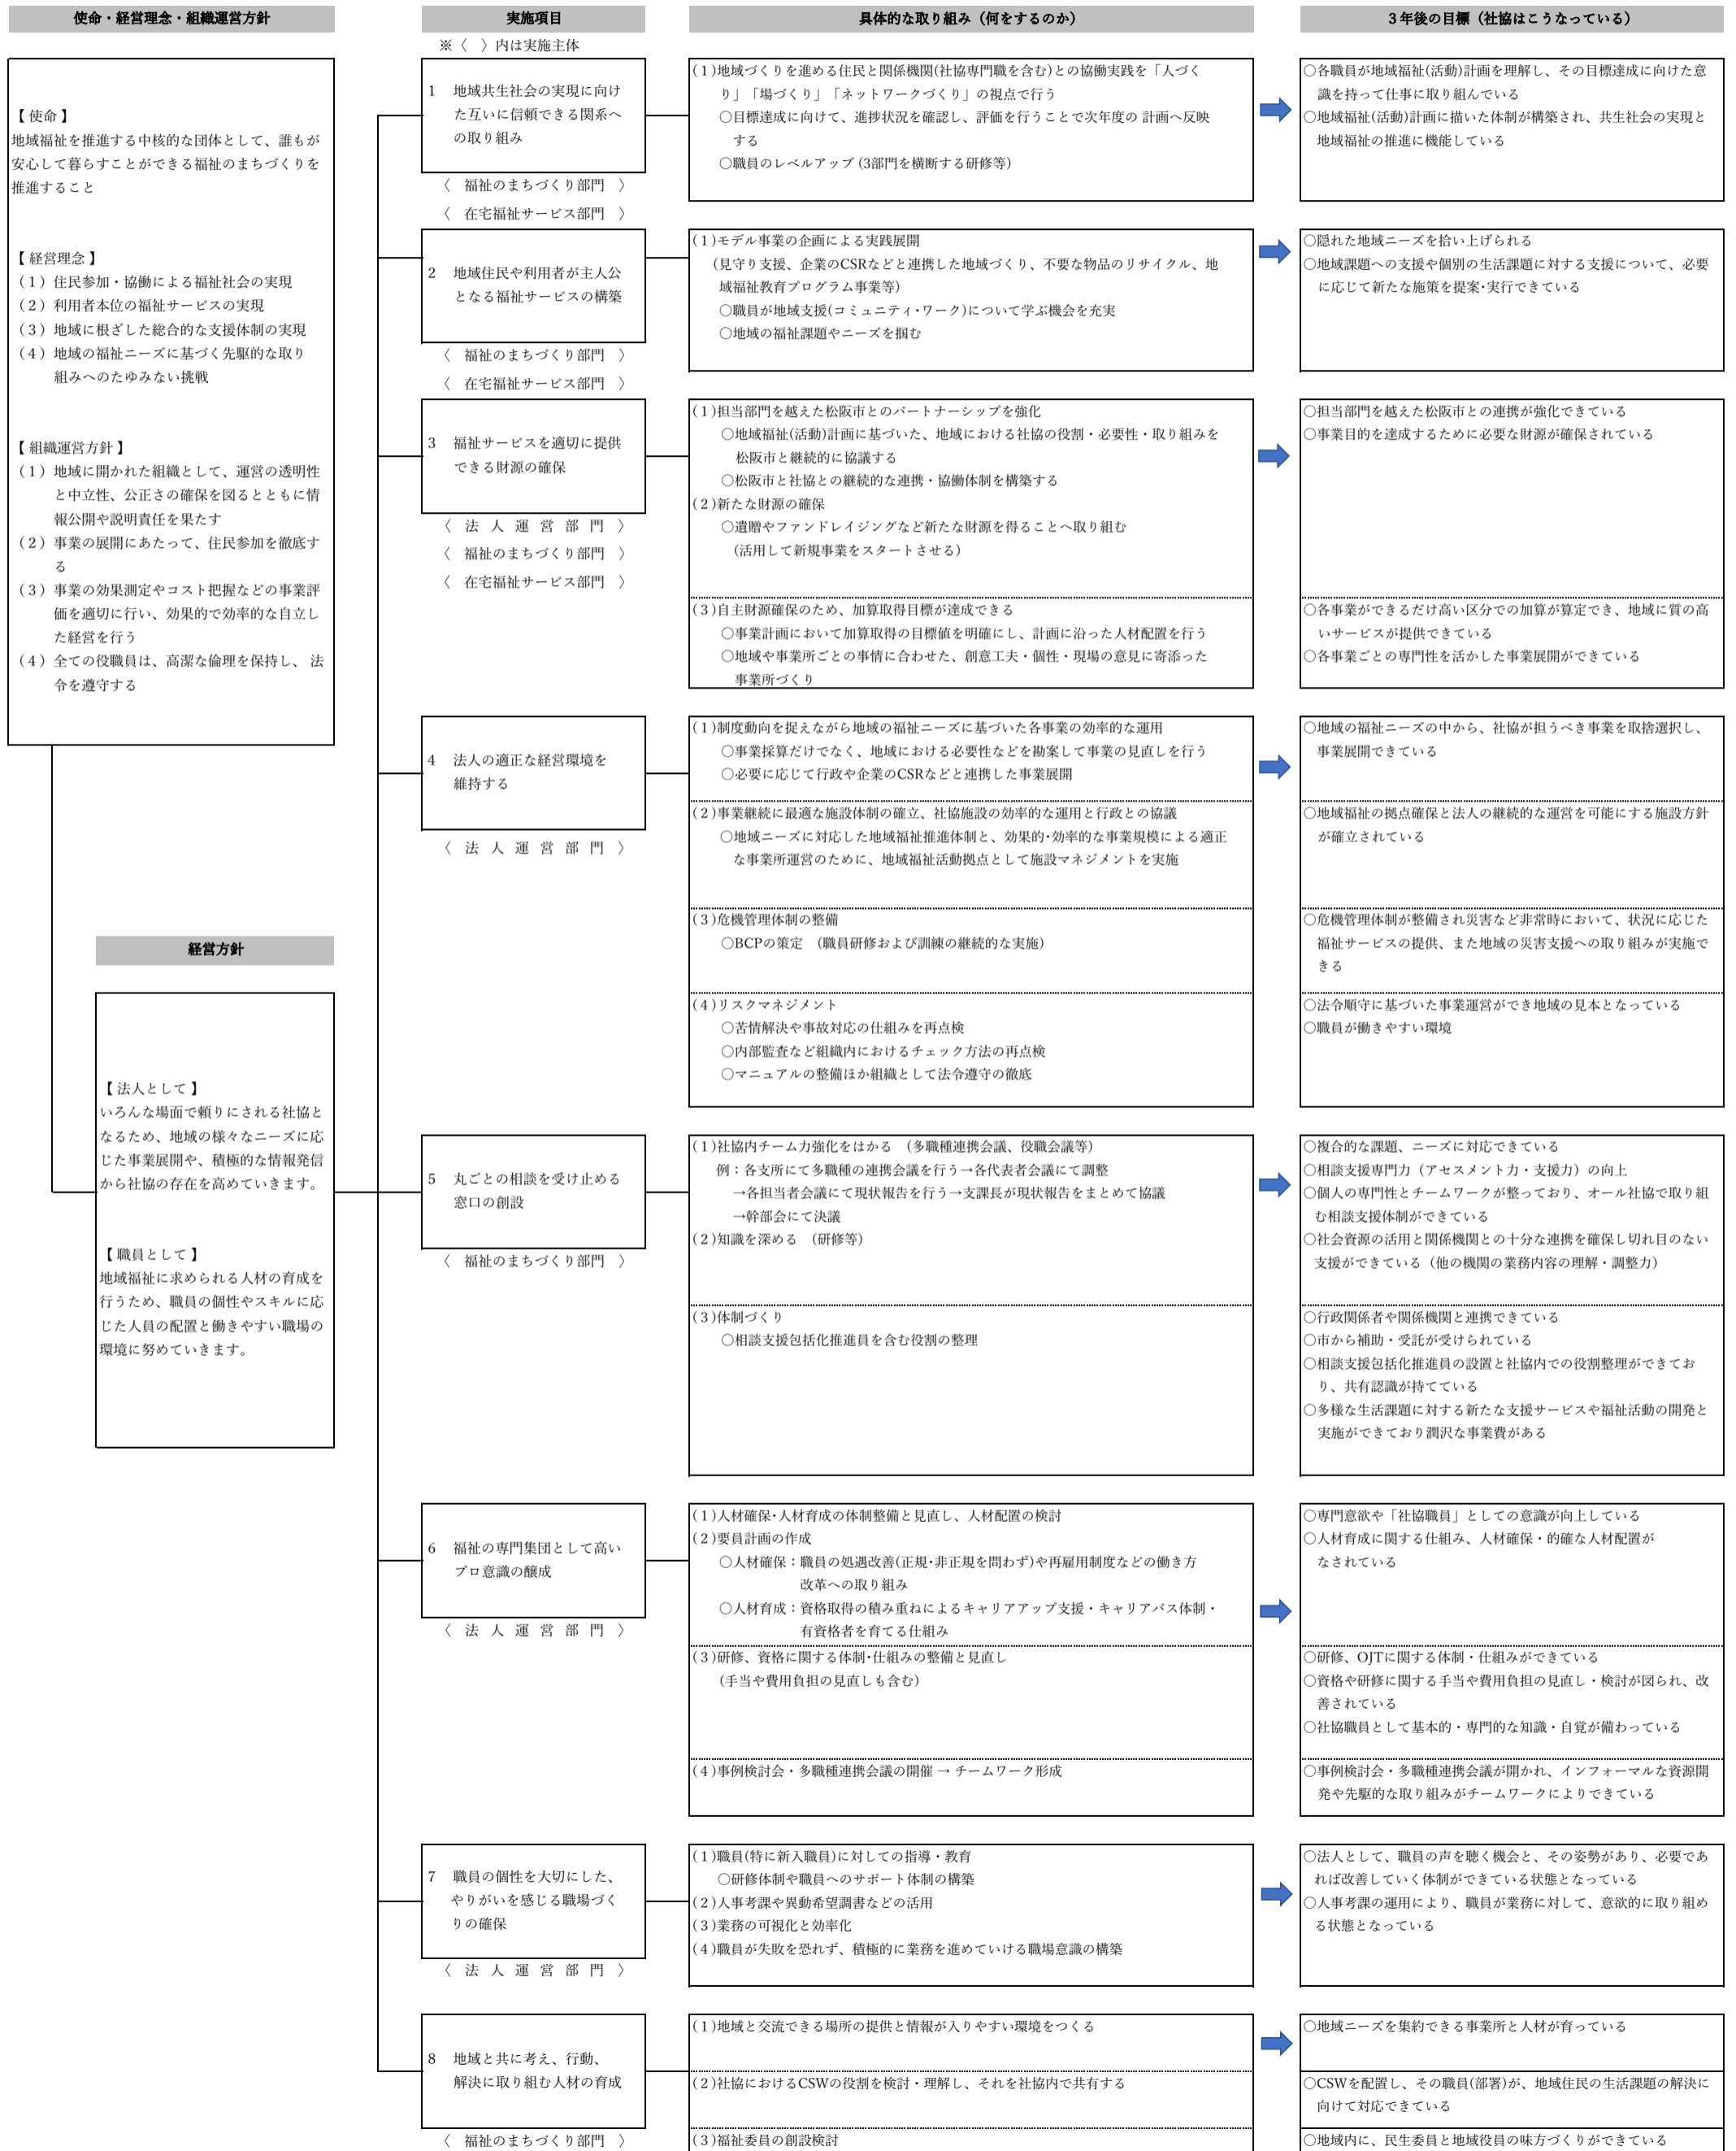 使命・経営理念・組織運営方針
【 使命 】
地域福祉を推進する中核的な団体として、誰もが
安心して暮らすことができる福祉のまちづくりを
推進すること
【 経営理念 】
（１）住民参加・協働による福祉社会の実現
（２）利用者本位の福祉サービスの実現
（３）地域に根ざした総合的な支援体制の実現
（４）地域の福祉ニーズに基づく先駆的な取り
組みへのたゆみない挑戦
【 組織運営方針 】
（１）地域に開かれた組織として、運営の透明性
と中立性、公正さの確保を図るとともに情
報公開や説明責任を果たす
（２）事業の展開にあたって、住民参加を徹底す
る
（３）事業の効果測定やコスト把握などの事業評
価を適切に行い、効果的で効率的な自立し
た経営を行う
（４）全ての役職員は、高潔な倫理を保持し、 法
令を遵守する
経営方針
【 法人として 】
いろんな場面で頼りにされる社協と
なるため、地域の様々なニーズに応
じた事業展開や、積極的な情報発信
から社協の存在を高めていきます。
【 職員として 】
地域福祉に求められる人材の育成を
行うため、職員の個性やスキルに応
じた人員の配置と働きやすい職場の
環境に努めていきます。
実施項目
※〈　〉内は実施主体
具体的な取り組み（何をするのか）
３年後の目標（社協はこうなっている）
1　地域共生社会の実現に向け
た互いに信頼できる関係へ
の取り組み
〈　福祉のまちづくり部門　〉
〈　在宅福祉サービス部門　〉
(１)地域づくりを進める住民と関係機関(社協専門職を含む)との協働実践を「人づく
り」「場づくり」「ネットワークづくり」の視点で行う
○目標達成に向けて、進捗状況を確認し、評価を行うことで次年度の 計画へ反映
する
○職員のレベルアップ (3部門を横断する研修等)
○各職員が地域福祉(活動)計画を理解し、その目標達成に向けた意
識を持って仕事に取り組んでいる
○地域福祉(活動)計画に描いた体制が構築され、共生社会の実現と
地域福祉の推進に機能している
2　地域住民や利用者が主人公
となる福祉サービスの構築
〈　福祉のまちづくり部門　〉
〈　在宅福祉サービス部門　〉
(１)モデル事業の企画による実践展開
(見守り支援、企業のCSRなどと連携した地域づくり、不要な物品のリサイクル、地
域福祉教育プログラム事業等)
○職員が地域支援(コミュニティ・ワーク)について学ぶ機会を充実
○地域の福祉課題やニーズを掴む
○隠れた地域ニーズを拾い上げられる
○地域課題への支援や個別の生活課題に対する支援について、必要
に応じて新たな施策を提案・実行できている
3　福祉サービスを適切に提供
できる財源の確保
〈　法　人　運　営　部　門　〉
〈　福祉のまちづくり部門　〉
〈　在宅福祉サービス部門　〉
(１)担当部門を越えた松阪市とのパートナーシップを強化
○地域福祉(活動)計画に基づいた、地域における社協の役割・必要性・取り組みを
松阪市と継続的に協議する
○松阪市と社協との継続的な連携・協働体制を構築する
(２)新たな財源の確保
○遺贈やファンドレイジングなど新たな財源を得ることへ取り組む
(活用して新規事業をスタートさせる)
○担当部門を越えた松阪市との連携が強化できている
○事業目的を達成するために必要な財源が確保されている
(３)自主財源確保のため、加算取得目標が達成できる
○事業計画において加算取得の目標値を明確にし、計画に沿った人材配置を行う
○地域や事業所ごとの事情に合わせた、創意工夫・個性・現場の意見に寄添った
事業所づくり
○各事業ができるだけ高い区分での加算が算定でき、地域に質の高
いサービスが提供できている
○各事業ごとの専門性を活かした事業展開ができている
4　法人の適正な経営環境を
維持する
〈　法　人　運　営　部　門　〉
(１)制度動向を捉えながら地域の福祉ニーズに基づいた各事業の効率的な運用
○事業採算だけでなく、地域における必要性などを勘案して事業の見直しを行う
○必要に応じて行政や企業のCSRなどと連携した事業展開
○地域の福祉ニーズの中から、社協が担うべき事業を取捨選択し、
事業展開できている
(２)事業継続に最適な施設体制の確立、社協施設の効率的な運用と行政との協議
○地域ニーズに対応した地域福祉推進体制と、効果的・効率的な事業規模による適正
な事業所運営のために、地域福祉活動拠点として施設マネジメントを実施
○地域福祉の拠点確保と法人の継続的な運営を可能にする施設方針
が確立されている
(３)危機管理体制の整備
○BCPの策定　(職員研修および訓練の継続的な実施)
○危機管理体制が整備され災害など非常時において、状況に応じた
福祉サービスの提供、また地域の災害支援への取り組みが実施で
きる
(４)リスクマネジメント
○苦情解決や事故対応の仕組みを再点検
○内部監査など組織内におけるチェック方法の再点検
○マニュアルの整備ほか組織として法令遵守の徹底
○法令順守に基づいた事業運営ができ地域の見本となっている
○職員が働きやすい環境
5　丸ごとの相談を受け止める
窓口の創設
〈　福祉のまちづくり部門　〉
(１)社協内チーム力強化をはかる　(多職種連携会議、役職会議等)
例：各支所にて多職種の連携会議を行う→各代表者会議にて調整
→各担当者会議にて現状報告を行う→支課長が現状報告をまとめて協議
→幹部会にて決議
(２)知識を深める　(研修等)
○複合的な課題、ニーズに対応できている
○相談支援専門力（アセスメント力・支援力）の向上
○個人の専門性とチームワークが整っており、オール社協で取り組
む相談支援体制ができている
○社会資源の活用と関係機関との十分な連携を確保し切れ目のない
支援ができている（他の機関の業務内容の理解・調整力）
(３)体制づくり
○相談支援包括化推進員を含む役割の整理
○行政関係者や関係機関と連携できている
○市から補助・受託が受けられている
○相談支援包括化推進員の設置と社協内での役割整理ができてお
り、共有認識が持てている
○多様な生活課題に対する新たな支援サービスや福祉活動の開発と
実施ができており潤沢な事業費がある
6　福祉の専門集団として高い
プロ意識の醸成
〈　法　人　運　営　部　門　〉
(１)人材確保・人材育成の体制整備と見直し、人材配置の検討
(２)要員計画の作成
○人材確保：職員の処遇改善(正規・非正規を問わず)や再雇用制度などの働き方
改革への取り組み
○人材育成：資格取得の積み重ねによるキャリアアップ支援・キャリアパス体制・
有資格者を育てる仕組み
○専門意欲や「社協職員」としての意識が向上している
○人材育成に関する仕組み、人材確保・的確な人材配置が
なされている
(３)研修、資格に関する体制・仕組みの整備と見直し
(手当や費用負担の見直しも含む)
○研修、OJTに関する体制・仕組みができている
○資格や研修に関する手当や費用負担の見直し・検討が図られ、改
善されている
○社協職員として基本的・専門的な知識・自覚が備わっている
(４)事例検討会・多職種連携会議の開催 → チームワーク形成
○事例検討会・多職種連携会議が開かれ、インフォーマルな資源開
発や先駆的な取り組みがチームワークによりできている
7　職員の個性を大切にした、
やりがいを感じる職場づく
りの確保
〈　法　人　運　営　部　門　〉
(１)職員(特に新入職員)に対しての指導・教育
○研修体制や職員へのサポート体制の構築
(２)人事考課や異動希望調書などの活用
(３)業務の可視化と効率化
(４)職員が失敗を恐れず、積極的に業務を進めていける職場意識の構築
○法人として、職員の声を聴く機会と、その姿勢があり、必要であ
れば改善していく体制ができている状態となっている
○人事考課の運用により、職員が業務に対して、意欲的に取り組め
る状態となっている
8　地域と共に考え、行動、
解決に取り組む人材の育成
〈　福祉のまちづくり部門　〉
(１)地域と交流できる場所の提供と情報が入りやすい環境をつくる
○地域ニーズを集約できる事業所と人材が育っている
(２)社協におけるCSWの役割を検討・理解し、それを社協内で共有する
○CSWを配置し、その職員(部署)が、地域住民の生活課題の解決に
向けて対応できている
(３)福祉委員の創設検討
○地域内に、民生委員と地域役員の味方づくりができている